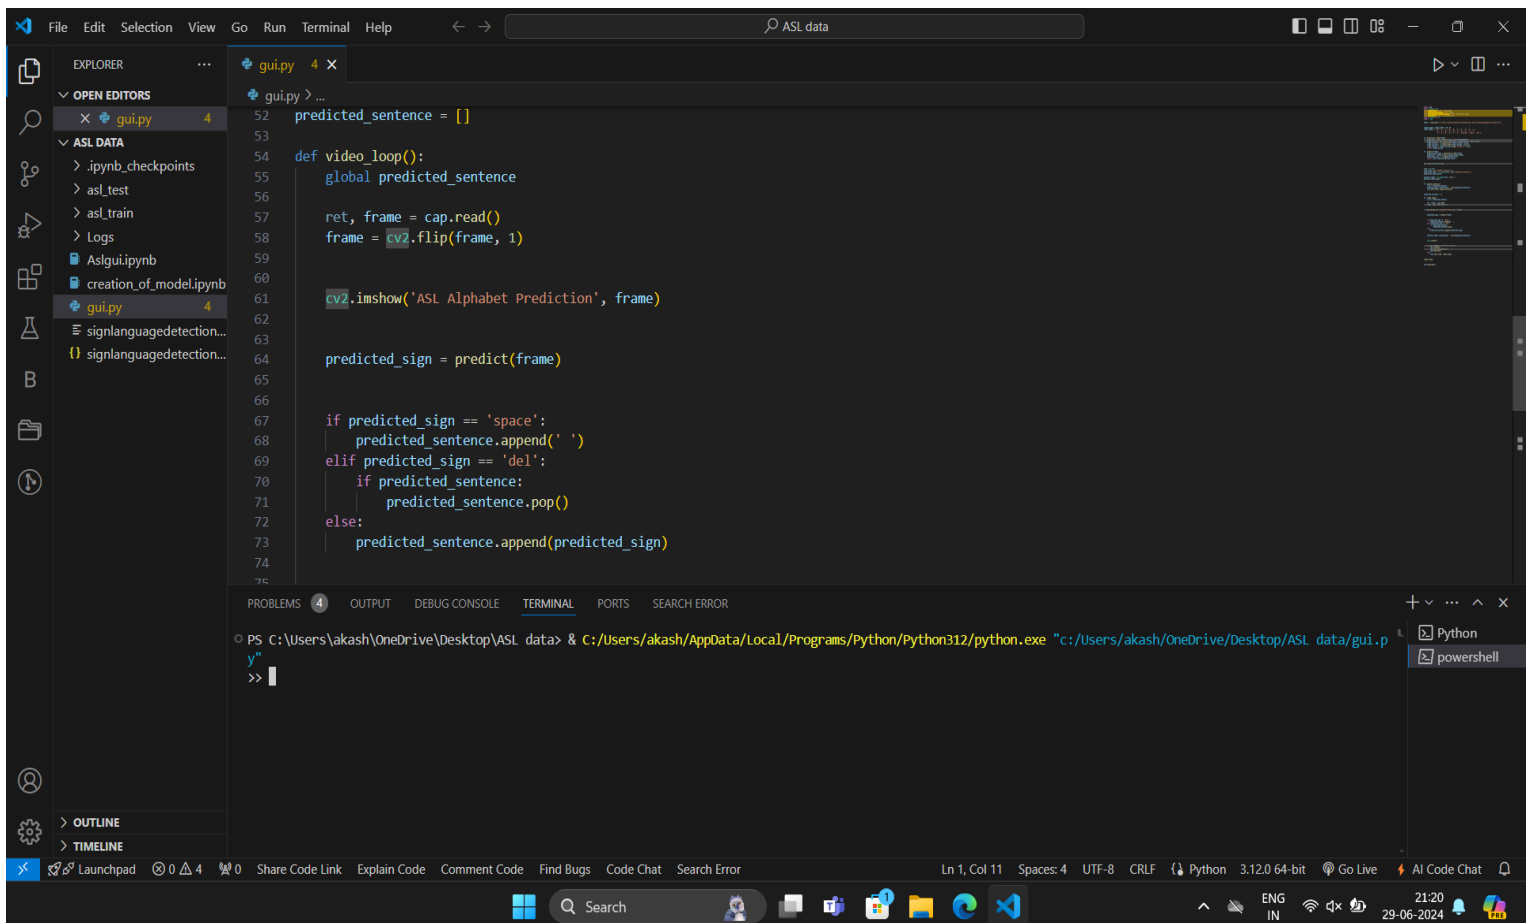 File Edit Selection View Go Run Terminal Help
ASL data
EXPLORER
OPEN EDITORS
gui.py 4
ASL DATA
.ipynb_checkpoints
asl_test
asl_train
Logs
Aslgui.ipynb
creation_of_model.ipynb
gui.py 4
signlanguagedetection...
signlanguagedetection...
OUTLINE
TIMELINE
gui.py 4
gui.py > ...
52 predicted_sentence = []
53
54 def video_loop():
55 global predicted_sentence
56
57 ret, frame = cap.read()
58 frame = cv2.flip(frame, 1)
59
60
61 cv2.imshow('ASL Alphabet Prediction', frame)
62
63
64 predicted_sign = predict(frame)
65
66
67 if predicted_sign == 'space':
68 predicted_sentence.append(' ')
69 elif predicted_sign == 'del':
70 if predicted_sentence:
71 predicted_sentence.pop()
72 else:
73 predicted_sentence.append(predicted_sign)
74
75
PROBLEMS 4 OUTPUT DEBUG CONSOLE TERMINAL PORTS SEARCH ERROR
PS C:\Users\akash\OneDrive\Desktop\ASL data> & C:/Users/akash/AppData/Local/Programs/Python/Python312/python.exe "c:/Users/akash/OneDrive/Desktop/ASL data/gui.p
y"
>>
Python
powershell
Launchpad 0 4 0 Share Code Link Explain Code Comment Code Find Bugs Code Chat Search Error Ln 1, Col 11 Spaces: 4 UTF-8 CRLF Python 3.12.0 64-bit Go Live AI Code Chat
Search
1
ENG
IN
21:20
29-06-2024
PRE